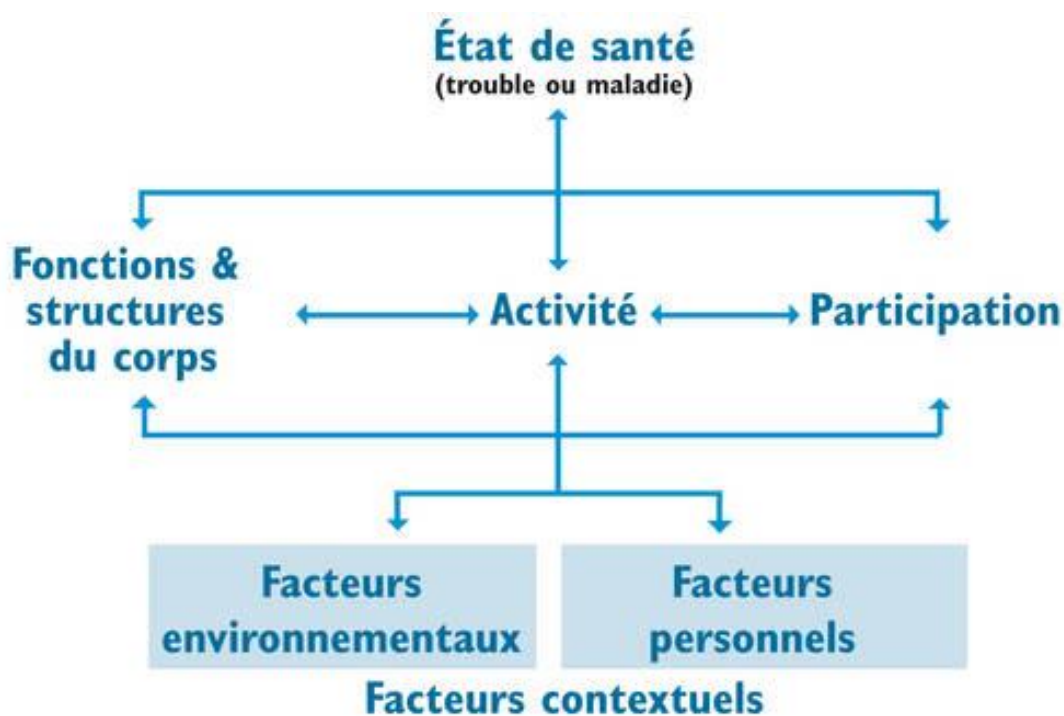 État de santé
(trouble ou maladie)
Fonctions &
structures
du corps
Activité
Participation
Facteurs
environnementaux
Facteurs
personnels
Facteurs contextuels